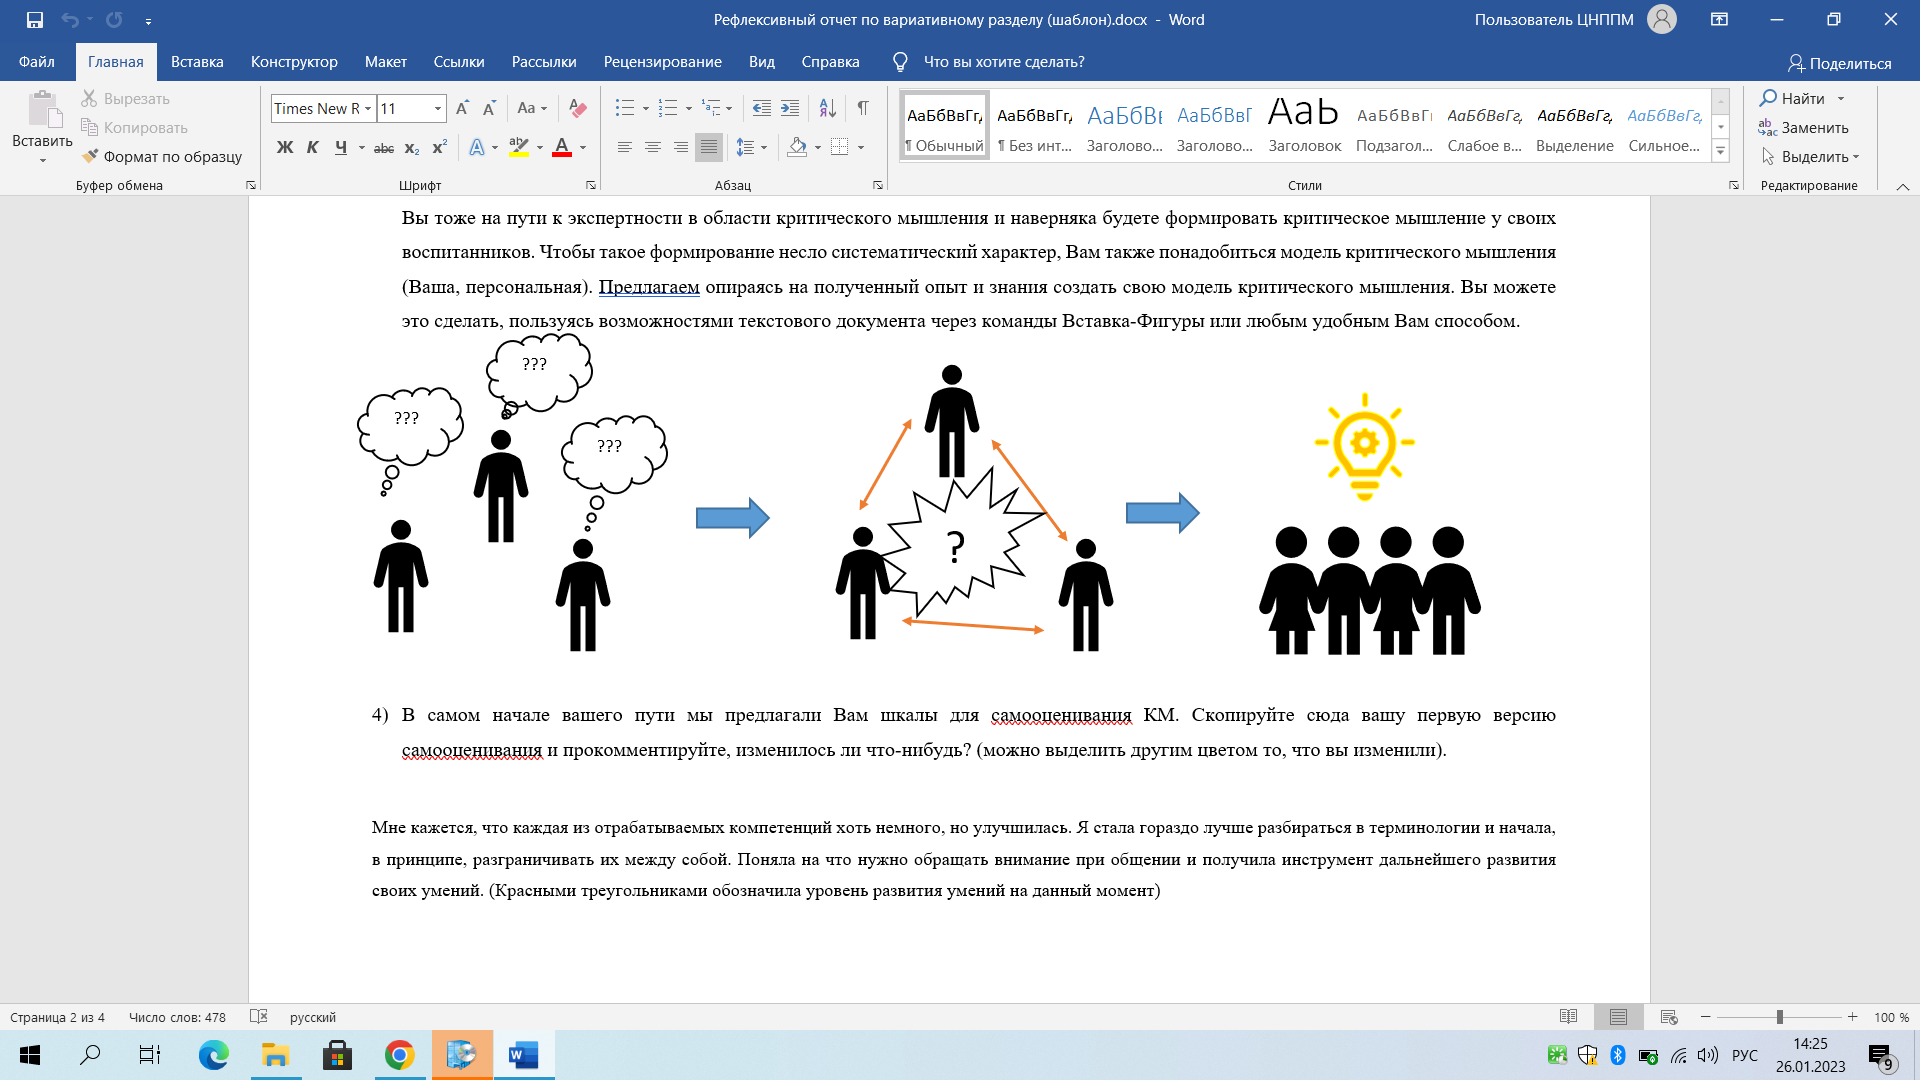 Рефлексивный отчет по вариативному разделу (шаблон).docx - Word
Пользователь ЦНППМ
Файл Главная Вставка Конструктор Макет Ссылки Рассылки Рецензирование Вид Справка Что вы хотите сделать? Поделиться
Вставить
Вырезать
Копировать
Формат по образцу
Буфер обмена
Times New R 11
Aa
Ж К Ч abc x₂ x²
Шрифт
Абзац
АаБбВвГг, АаБбВвГг, АаБбВі АаБбВвГ АаЬ АаБбВвГг АаБбВвГг, АаБбВвГг, АаБбВвГг,
¶ Обычный ¶ Без инт... Заголово... Заголово... Заголовок Подзагол... Слабое в... Выделение Сильное...
Стили
Найти
Заменить
Выделить
Редактирование
Вы тоже на пути к экспертности в области критического мышления и наверняка будете формировать критическое мышление у своих
воспитанников. Чтобы такое формирование несло систематический характер, Вам также понадобиться модель критического мышления
(Ваша, персональная). Предлагаем опираясь на полученный опыт и знания создать свою модель критического мышления. Вы можете
это сделать, пользуясь возможностями текстового документа через команды Вставка-Фигуры или любым удобным Вам способом.
???
???
???
?
4) В самом начале вашего пути мы предлагали Вам шкалы для самооценивания КМ. Скопируйте сюда вашу первую версию
самооценивания и прокомментируйте, изменилось ли что-нибудь? (можно выделить другим цветом то, что вы изменили).
Мне кажется, что каждая из отрабатываемых компетенций хоть немного, но улучшилась. Я стала гораздо лучше разбираться в терминологии и начала,
в принципе, разграничивать их между собой. Поняла на что нужно обращать внимание при общении и получила инструмент дальнейшего развития
своих умений. (Красными треугольниками обозначила уровень развития умений на данный момент)
Страница 2 из 4 Число слов: 478 русский 100 %
РУС
14:25
26.01.2023
9